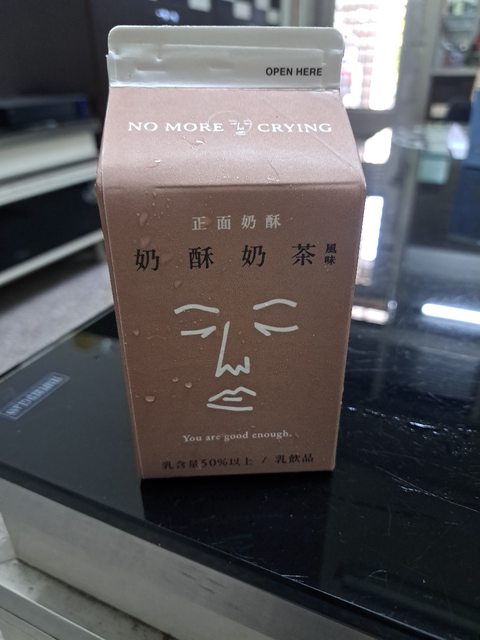 OPEN HERE
NO MORE CRYING
正面奶酥
奶酥奶茶風味
You are good enough.
乳含量50%以上 / 乳飲品